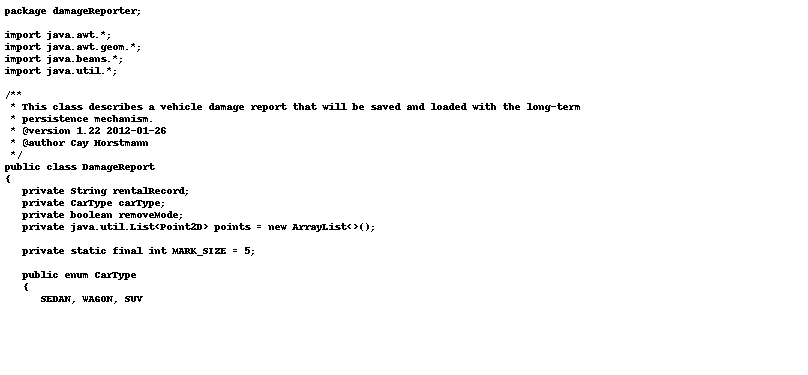 package damageReporter;

import java.awt.*;
import java.awt.geom.*;
import java.beans.*;
import java.util.*;

/**
 * This class describes a vehicle damage report that will be saved and loaded with the long-term
 * persistence mechanism.
 * @version 1.22 2012-01-26
 * @author Cay Horstmann
 */
public class DamageReport
{
   private String rentalRecord;
   private CarType carType;
   private boolean removeMode;
   private java.util.List<Point2D> points = new ArrayList<>();

   private static final int MARK_SIZE = 5;

   public enum CarType
   {
      SEDAN, WAGON, SUV